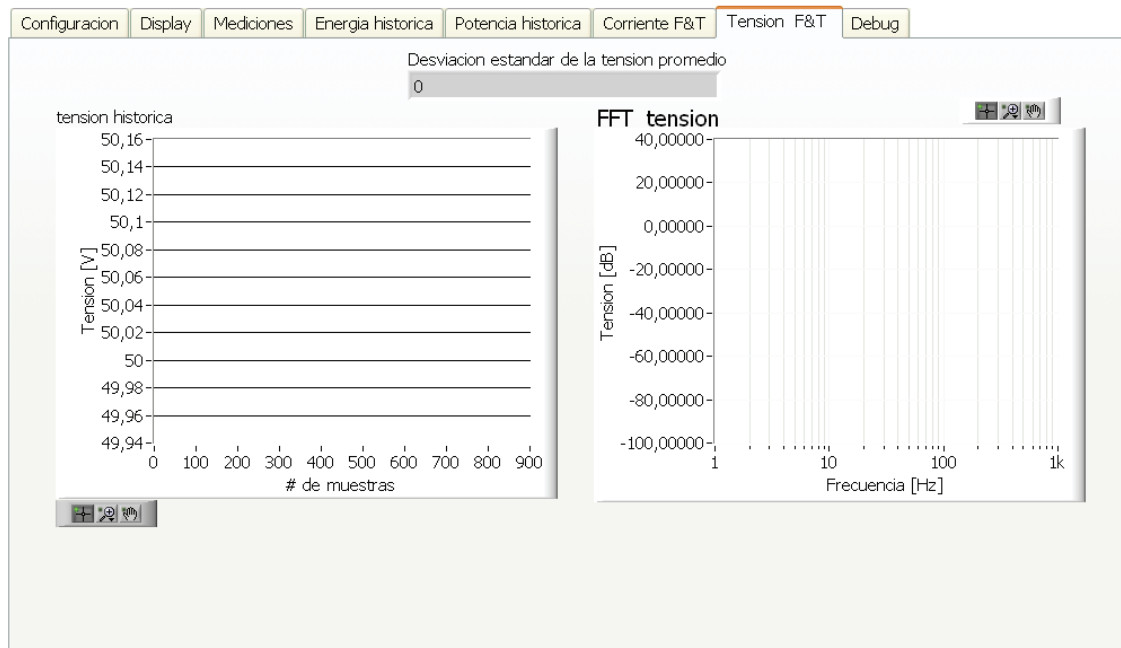 Configuracion Display Mediciones Energia historica Potencia historica Corriente F&T Tension F&T Debug
Desviacion estandar de la tension promedio
0
tension historica
50,16
50,14
50,12
50,1
50,08
50,06
50,04
50,02
50
49,98
49,96
49,94
Tension [V]
0 100 200 300 400 500 600 700 800 900
# de muestras
FFT tension
40,00000
20,00000
0,00000
-20,00000
-40,00000
-60,00000
-80,00000
-100,00000
Tension [dB]
1 10 100 1k
Frecuencia [Hz]